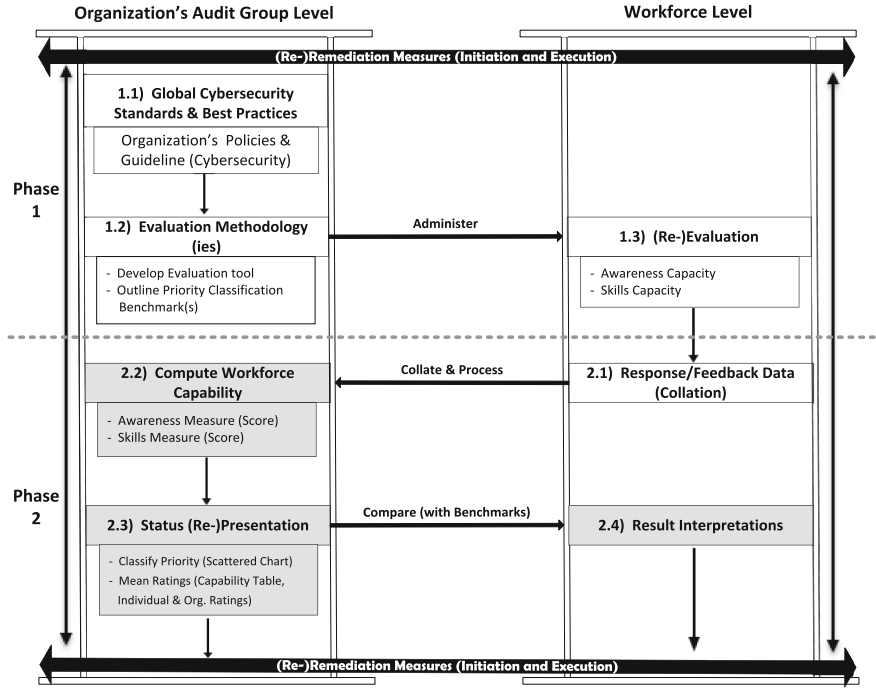 Organization's Audit Group Level
Workforce Level
(Re-)Remediation Measures (Initiation and Execution)
1.1) Global Cybersecurity
Standards & Best Practices
Organization's Policies &
Guideline (Cybersecurity)
Phase
1
1.2) Evaluation Methodology
(ies)
Administer
1.3) (Re-)Evaluation
- Develop Evaluation tool
- Outline Priority Classification
Benchmark(s)
- Awareness Capacity
- Skills Capacity
2.2) Compute Workforce
Capability
Collate & Process
2.1) Response/Feedback Data
(Collation)
- Awareness Measure (Score)
- Skills Measure (Score)
Phase
2
2.3) Status (Re-)Presentation
Compare (with Benchmarks)
2.4) Result Interpretations
- Classify Priority (Scattered Chart)
- Mean Ratings (Capability Table,
Individual & Org. Ratings)
(Re-)Remediation Measures (Initiation and Execution)